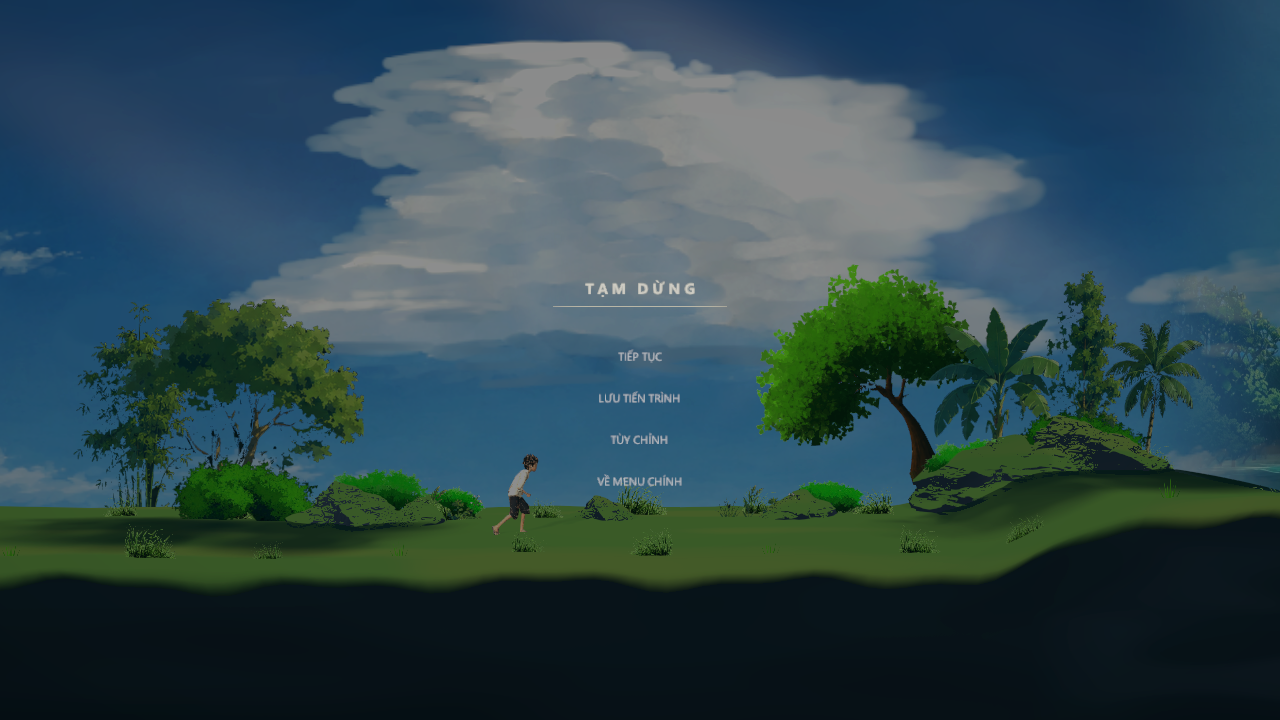 TẠM DỪNG
TIẾP TỤC
LƯU TIẾN TRÌNH
TÙY CHỈNH
VỀ MENU CHÍNH